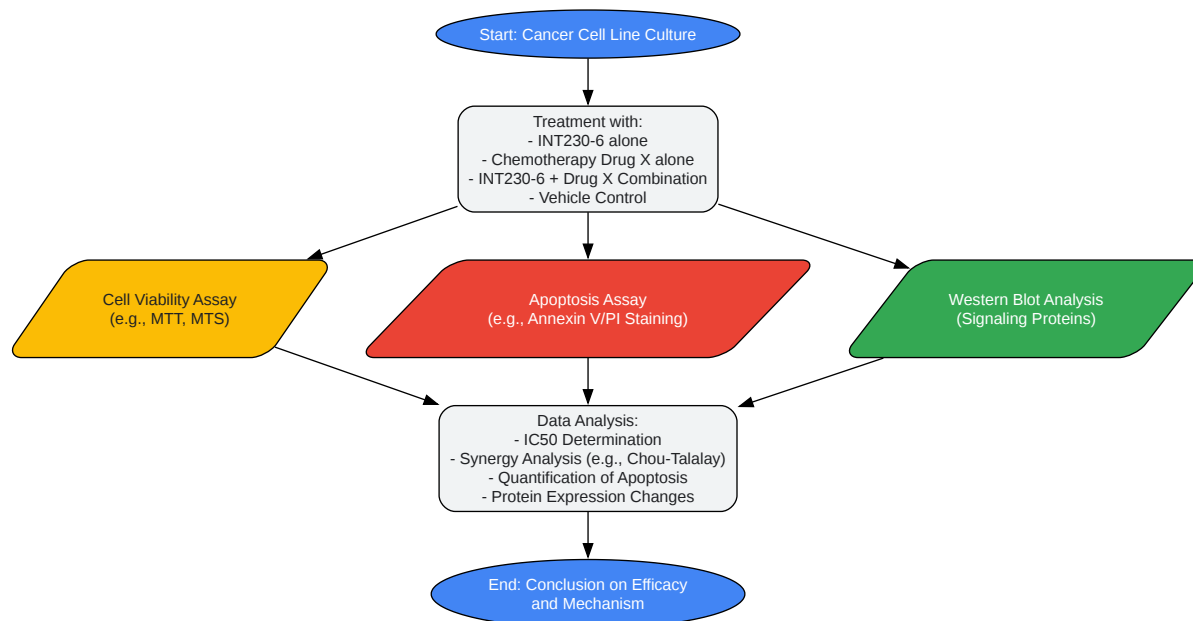 Start: Cancer Cell Line Culture
Treatment with:
- INT230-6 alone
- Chemotherapy Drug X alone
- INT230-6 + Drug X Combination
- Vehicle Control
Cell Viability Assay
(e.g., MTT, MTS)
Apoptosis Assay
(e.g., Annexin V/PI Staining)
Western Blot Analysis
(Signaling Proteins)
Data Analysis:
- IC50 Determination
- Synergy Analysis (e.g., Chou-Talalay)
- Quantification of Apoptosis
- Protein Expression Changes
End: Conclusion on Efficacy
and Mechanism